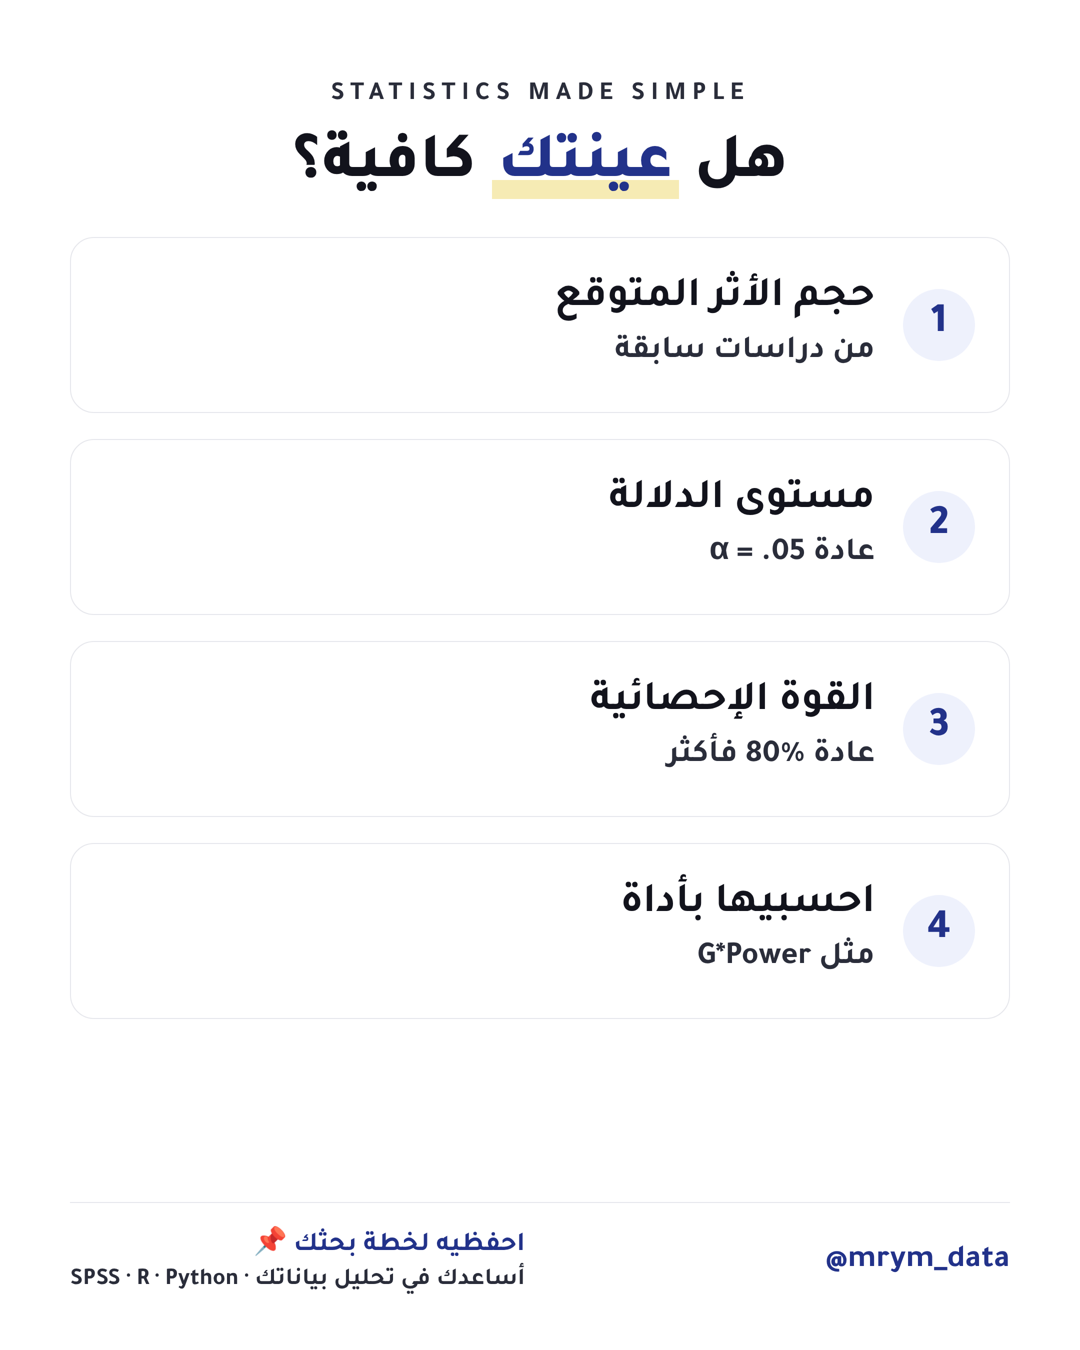 STATISTICS MADE SIMPLE
هل عينتك كافية؟
1
حجم الأثر المتوقع
من دراسات سابقة
2
مستوى الدلالة
عادة α = .05
3
القوة الإحصائية
عادة 80% فأكثر
4
احسبيها بأداة
مثل G*Power
@mrym_data
احفظيه لخطة بحثك 📌
أساعدك في تحليل بياناتك · SPSS · R · Python